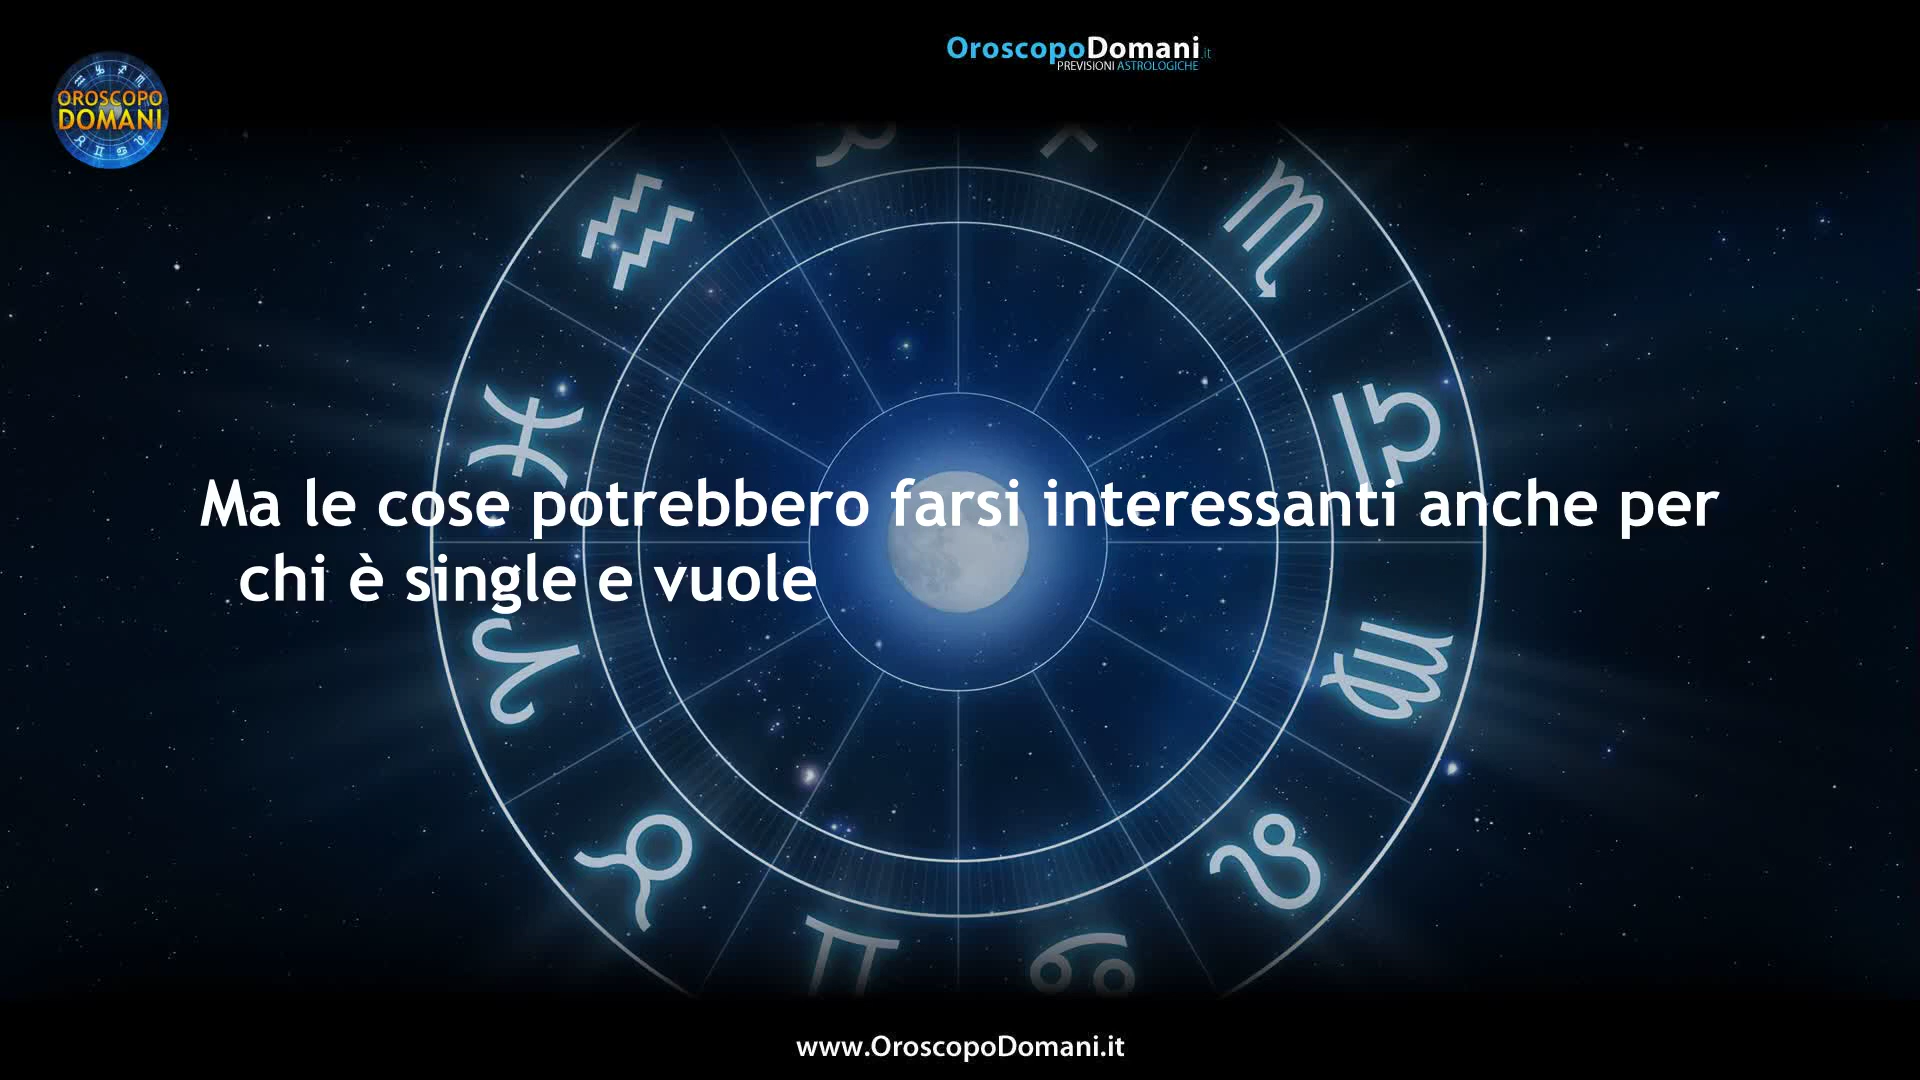 OroscopoDomani.it
PREVISIONI ASTROLOGICHE
OROSCOPO
DOMANI
Ma le cose potrebbero farsi interessanti anche per
chi è single e vuole
www.OroscopoDomani.it